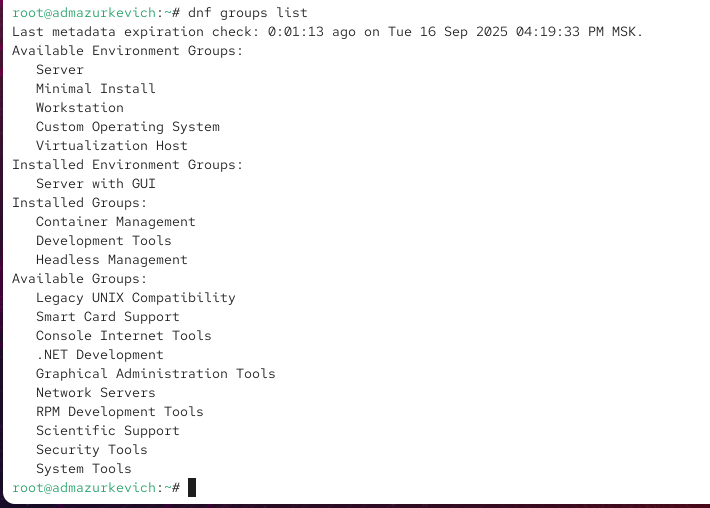 root@admazurkevich:~# dnf groups list
Last metadata expiration check: 0:01:13 ago on Tue 16 Sep 2025 04:19:33 PM MSK.
Available Environment Groups:
   Server
   Minimal Install
   Workstation
   Custom Operating System
   Virtualization Host
Installed Environment Groups:
   Server with GUI
Installed Groups:
   Container Management
   Development Tools
   Headless Management
Available Groups:
   Legacy UNIX Compatibility
   Smart Card Support
   Console Internet Tools
   .NET Development
   Graphical Administration Tools
   Network Servers
   RPM Development Tools
   Scientific Support
   Security Tools
   System Tools
root@admazurkevich:~#